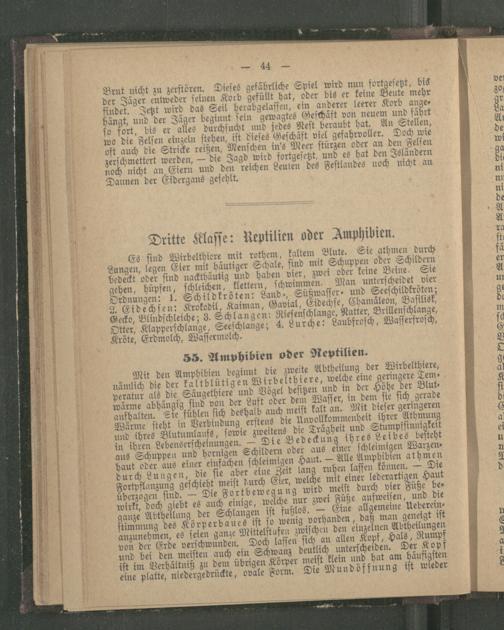 — 44 —
Brut nicht zu zerstören. Dieses gefährliche Spiel wird nun fortgesetzt, bis
der Jäger entweder seinen Korb gefüllt hat, oder bis er keine Beute mehr
findet. Jetzt wird das Seil herabgelassen, ein anderer leerer Korb ange-
hängt, und der Jäger beginnt sein gewagtes Geschäft von neuem und fährt
so fort, bis er alles durchsucht und jedes Nest beraubt hat. An Stellen,
wo die Felsen einzeln stehen, ist dieses Geschäft viel gefahrvoller. Doch wie
oft auch die Stricke reißen, Menschen in's Meer stürzen oder an den Felsen
zerschmettert werden, — die Jagd wird fortgesetzt, und es hat den Isländern
noch nicht an Eiern und den reichen Leuten des Festlandes noch nicht an
Daunen der Eidergans gefehlt.
Dritte Klasse: Reptilien oder Amphibien.
Es sind Wirbelthiere mit rothem, kaltem Blute. Sie athmen durch
Lungen, legen Eier mit häutiger Schale, sind mit Schuppen oder Schildern
bedeckt oder sind nackthäutig und haben vier, zwei oder keine Beine. Sie
gehen, hüpfen, schleichen, klettern, schwimmen. Man unterscheidet vier
Ordnungen: 1. Schildkröten: Land-, Süßwasser- und Seeschildkröten;
2. Eidechsen: Krokodil, Kaiman, Gavial, Eidechse, Chamäleon, Basilisk,
Gecko, Blindschleiche; 3. Schlangen: Riesenschlange, Natter, Brillenschlange,
Otter, Klapperschlange, Seeschlange; 4. Lurche: Laubfrosch, Wasserfrosch,
Kröte, Erdmolch, Wassermolch.
55. Amphibien oder Reptilien.
Mit den Amphibien beginnt die zweite Abtheilung der Wirbelthiere,
nämlich die der kaltblütigen Wirbelthiere, welche eine geringere Tem-
peratur als die Säugethiere und Vögel besitzen und in der Höhe der Blut-
wärme abhängig sind von der Luft oder dem Wasser, in dem sie sich gerade
aufhalten. Sie fühlen sich deshalb auch meist kalt an. Mit dieser geringeren
Wärme steht in Verbindung erstens die Unvollkommenheit ihrer Athmung
und ihres Blutumlaufs, sowie zweitens die Trägheit und Stumpfsinnigkeit
in ihren Lebensverrichtungen. — Die Bedeckung ihres Leibes besteht
aus Schuppen und hornigen Schildern oder aus einer schleimigen Warzen-
haut oder aus einer einfachen schleimigen Haut. — Alle Amphibien athmen
durch Lungen, die sie aber eine Zeit lang ruhen lassen können. — Die
Fortpflanzung geschieht meist durch Eier, welche mit einer lederartigen Haut
überzogen sind. — Die Fortbewegung wird meist durch vier Füße be-
wirkt, doch giebt es auch einige, welche nur zwei Füße aufweisen, und die
ganze Abtheilung der Schlangen ist fußlos. — Eine allgemeine Ueberein-
stimmung des Körperbaues ist so wenig vorhanden, daß man geneigt ist
anzunehmen, es seien ganze Mittelstufen zwischen den einzelnen Abtheilungen
von der Erde verschwunden. Doch lassen sich an allen Kopf, Hals, Rumpf
und bei den meisten auch ein Schwanz deutlich unterscheiden. Der Kopf
ist im Verhältniß zu dem übrigen Körper meist klein und hat am häufigsten
eine platte, niedergedrückte, ovale Form. Die Mundöffnung ist wieder